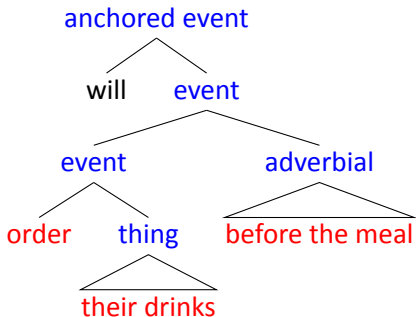 anchored event
will event
event adverbial
order thing before the meal
their drinks